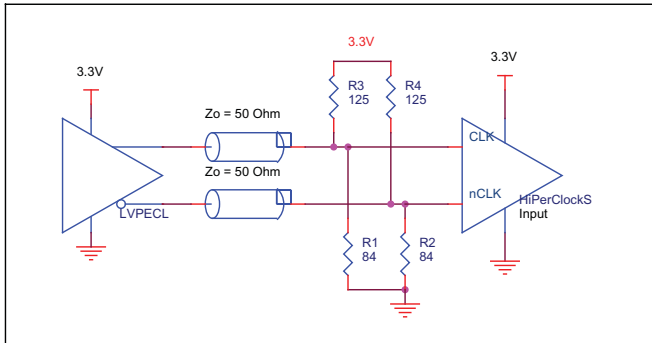 3.3V
3.3V
3.3V
R3
125
R4
125
Zo = 50 Ohm
CLK
Zo = 50 Ohm
nCLK
HiPerClockS
Input
LVPECL
R1
84
R2
84